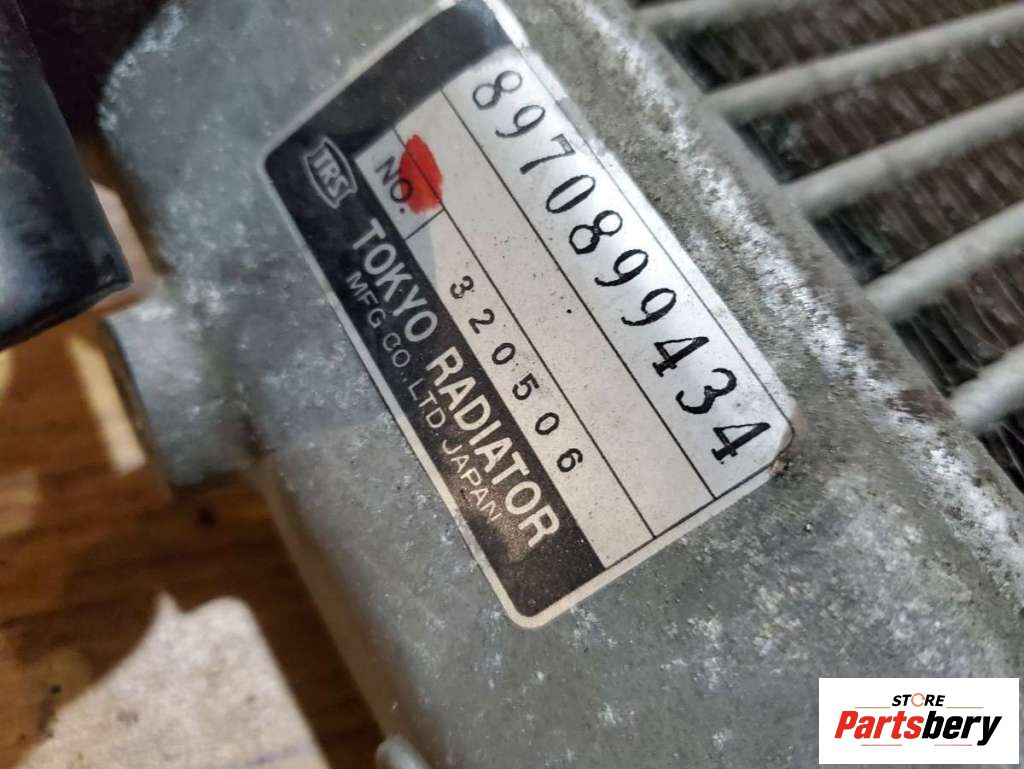 8970899434
NO. 320506
TRS TOKYO RADIATOR
MFG CO., LTD. JAPAN
STORE
Partsbery